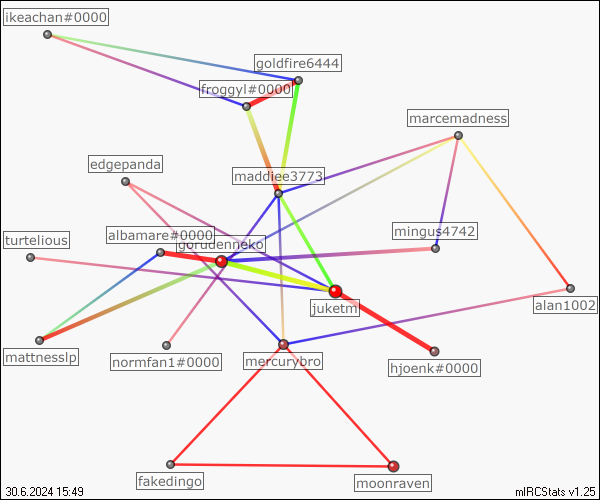 ikeachan#0000
goldfire6444
froggyl#0000
marcemadness
edgepanda
maddiee3773
turtelious
albamare#0000
gorudenneko
mingus4742
juketm
alan1002
mattnesslp
normfan1#0000
mercurybro
hjoenk#0000
fakedingo
moonraven
30.6.2024 15:49
mIRCStats v1.25